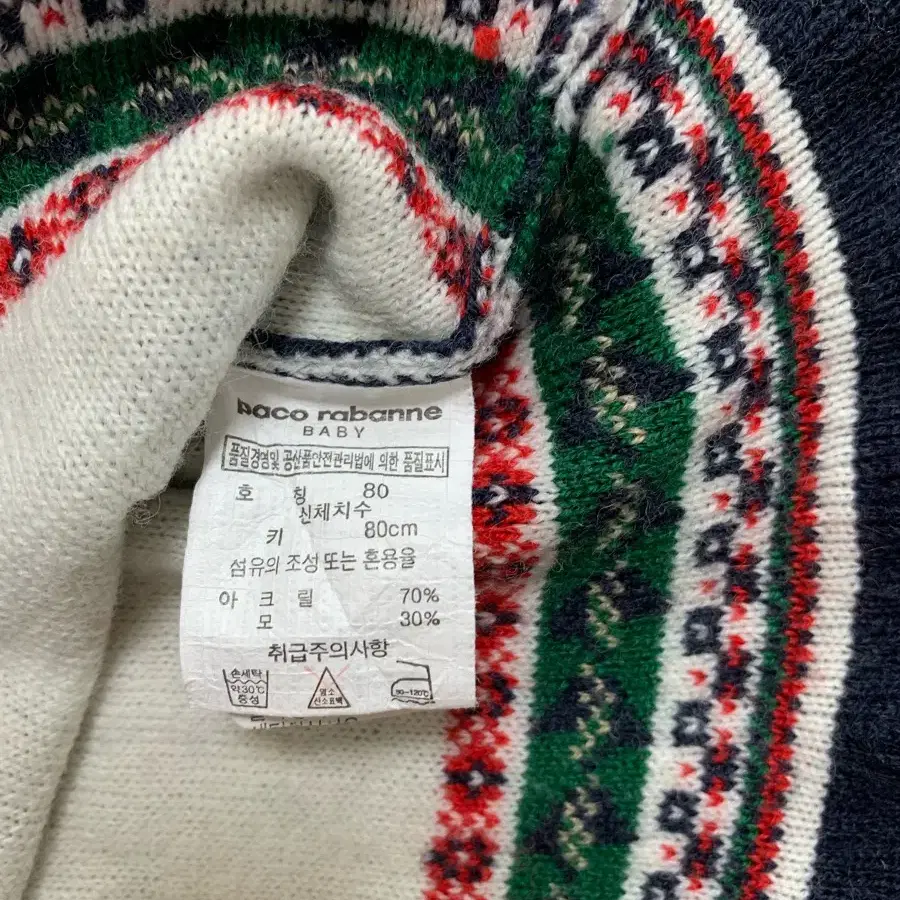 paco rabanne
BABY
품질경영및 공산품안전관리법에 의한 품질표시
호 칭 80
신체치수
키 80cm
섬유의 조성 또는 혼용율
아 크 릴 70%
모 30%
취급주의사항
손세탁
약30℃
중성
염소
산소표백
80-120℃